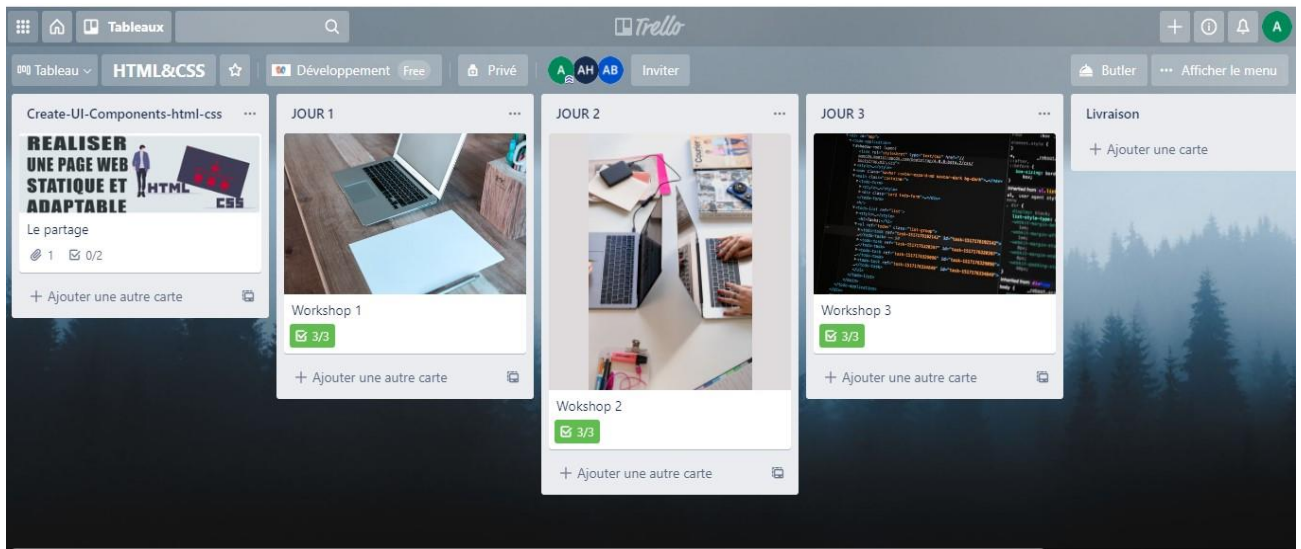 Tableaux
Trello
A
Tableau
HTML&CSS
Développement Free
Privé
A AH AB
Inviter
Butler
... Afficher le menu
Create-UI-Components-html-css ...
REALISER
UNE PAGE WEB
STATIQUE ET
ADAPTABLE
HTML
CSS
Le partage
1 0/2
+ Ajouter une autre carte
JOUR 1 ...
Workshop 1
3/3
+ Ajouter une autre carte
JOUR 2 ...
Courier
Wokshop 2
3/3
+ Ajouter une autre carte
JOUR 3 ...
Workshop 3
3/3
+ Ajouter une autre carte
Livraison
+ Ajouter une carte